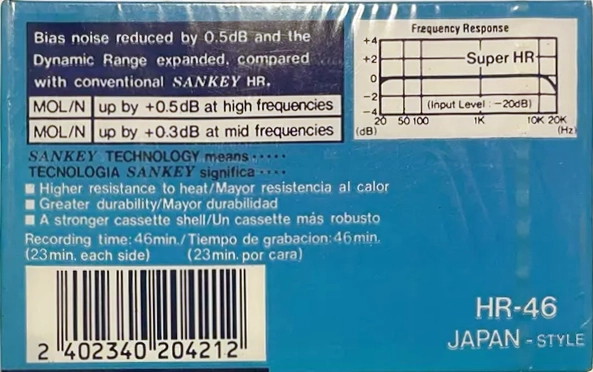 Bias noise reduced by 0.5dB and the
Dynamic Range expanded, compared
with conventional SANKEY HR.
MOL/N up by +0.5dB at high frequencies
MOL/N up by +0.3dB at mid frequencies
Frequency Response
+4
+2
0
-2
-4
Super HR
(Input Level : -20dB)
20 50 100 1K 10K 20K
(dB) (Hz)
SANKEY TECHNOLOGY means·····
TECNOLOGIA SANKEY significa····
Higher resistance to heat/Mayor resistencia al calor
Greater durability/Mayor durabilidad
A stronger cassette shell/Un cassette más robusto
Recording time:46min./Tiempo de grabacion:46min.
(23min. each side) (23min. por cara)
2 402340 204212
HR-46
JAPAN - STYLE